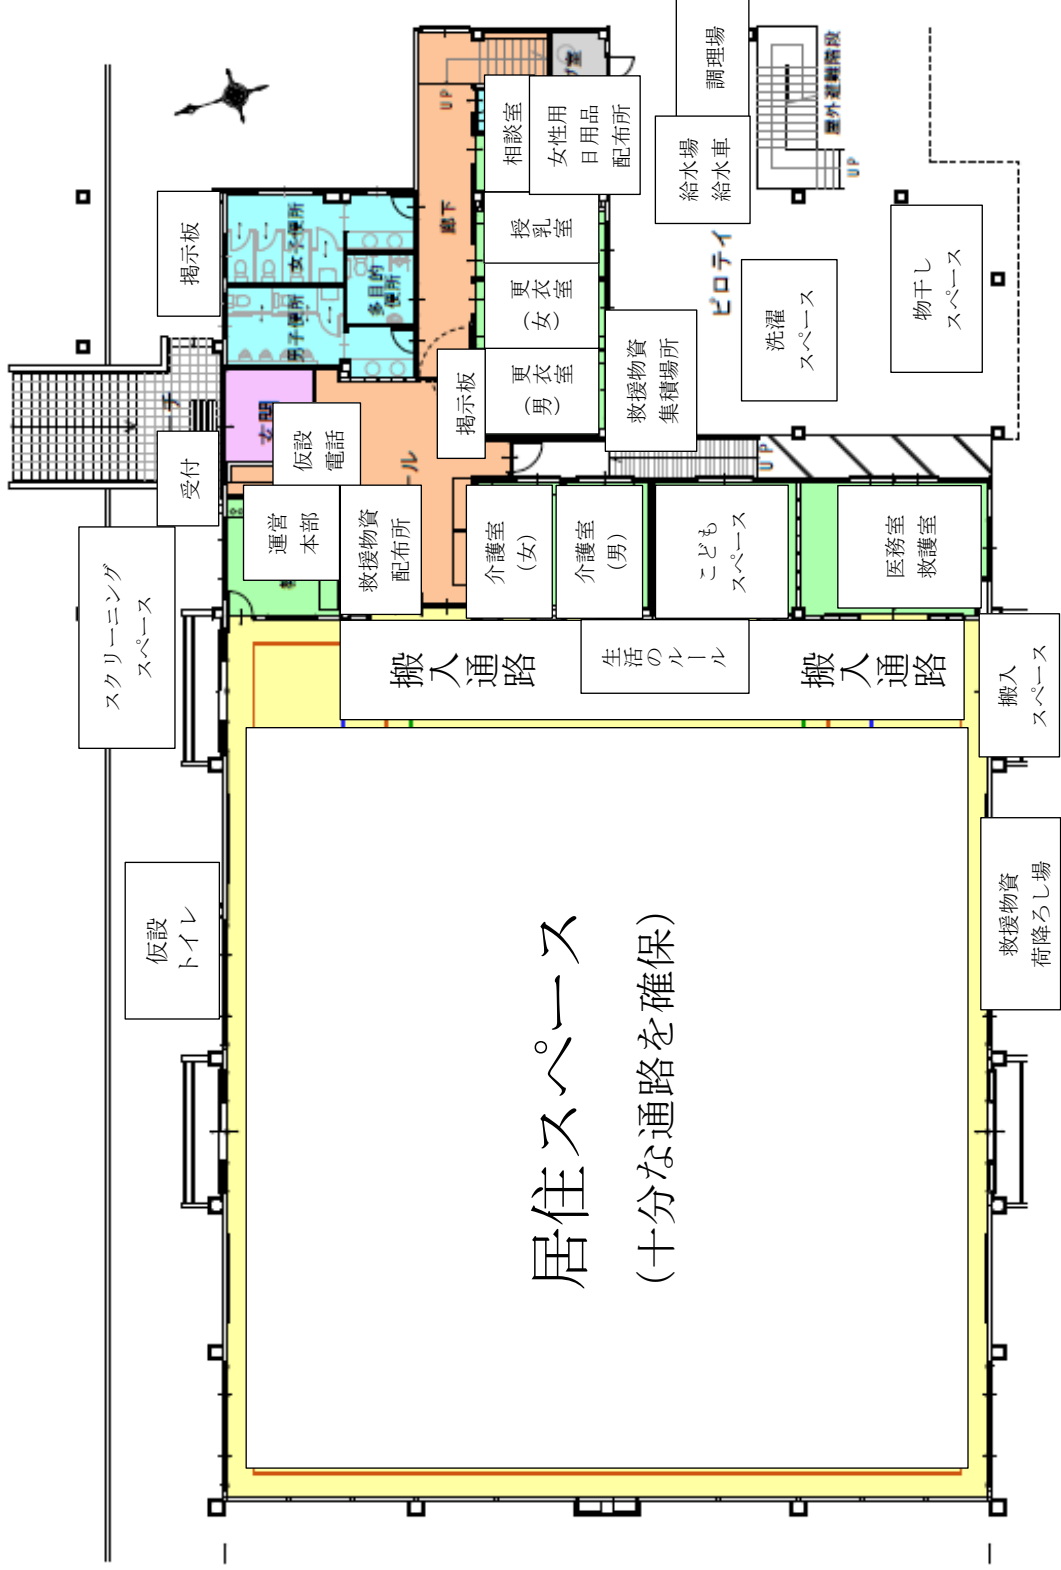 スクリーニング
スペース
仮設
トイレ
受付
掲示板
ーチ
玄関
男子便所
女子便所
多目的
便所
運営
本部
仮設
電話
救援物資
配布所
ール
掲示板
廊下
UP
介護室
(女)
介護室
(男)
更衣室
(男)
更衣室
(女)
授乳室
相談室
女性用
日用品
配布所
搬入通路
生活のルール
搬入通路
居住スペース
(十分な通路を確保)
こども
スペース
救援物資
集積場所
給水場
給水車
調理場
ピロティ
UP
洗濯
スペース
屋外避難階段
UP
医務室
救護室
物干し
スペース
搬入
スペース
救援物資
荷降ろし場